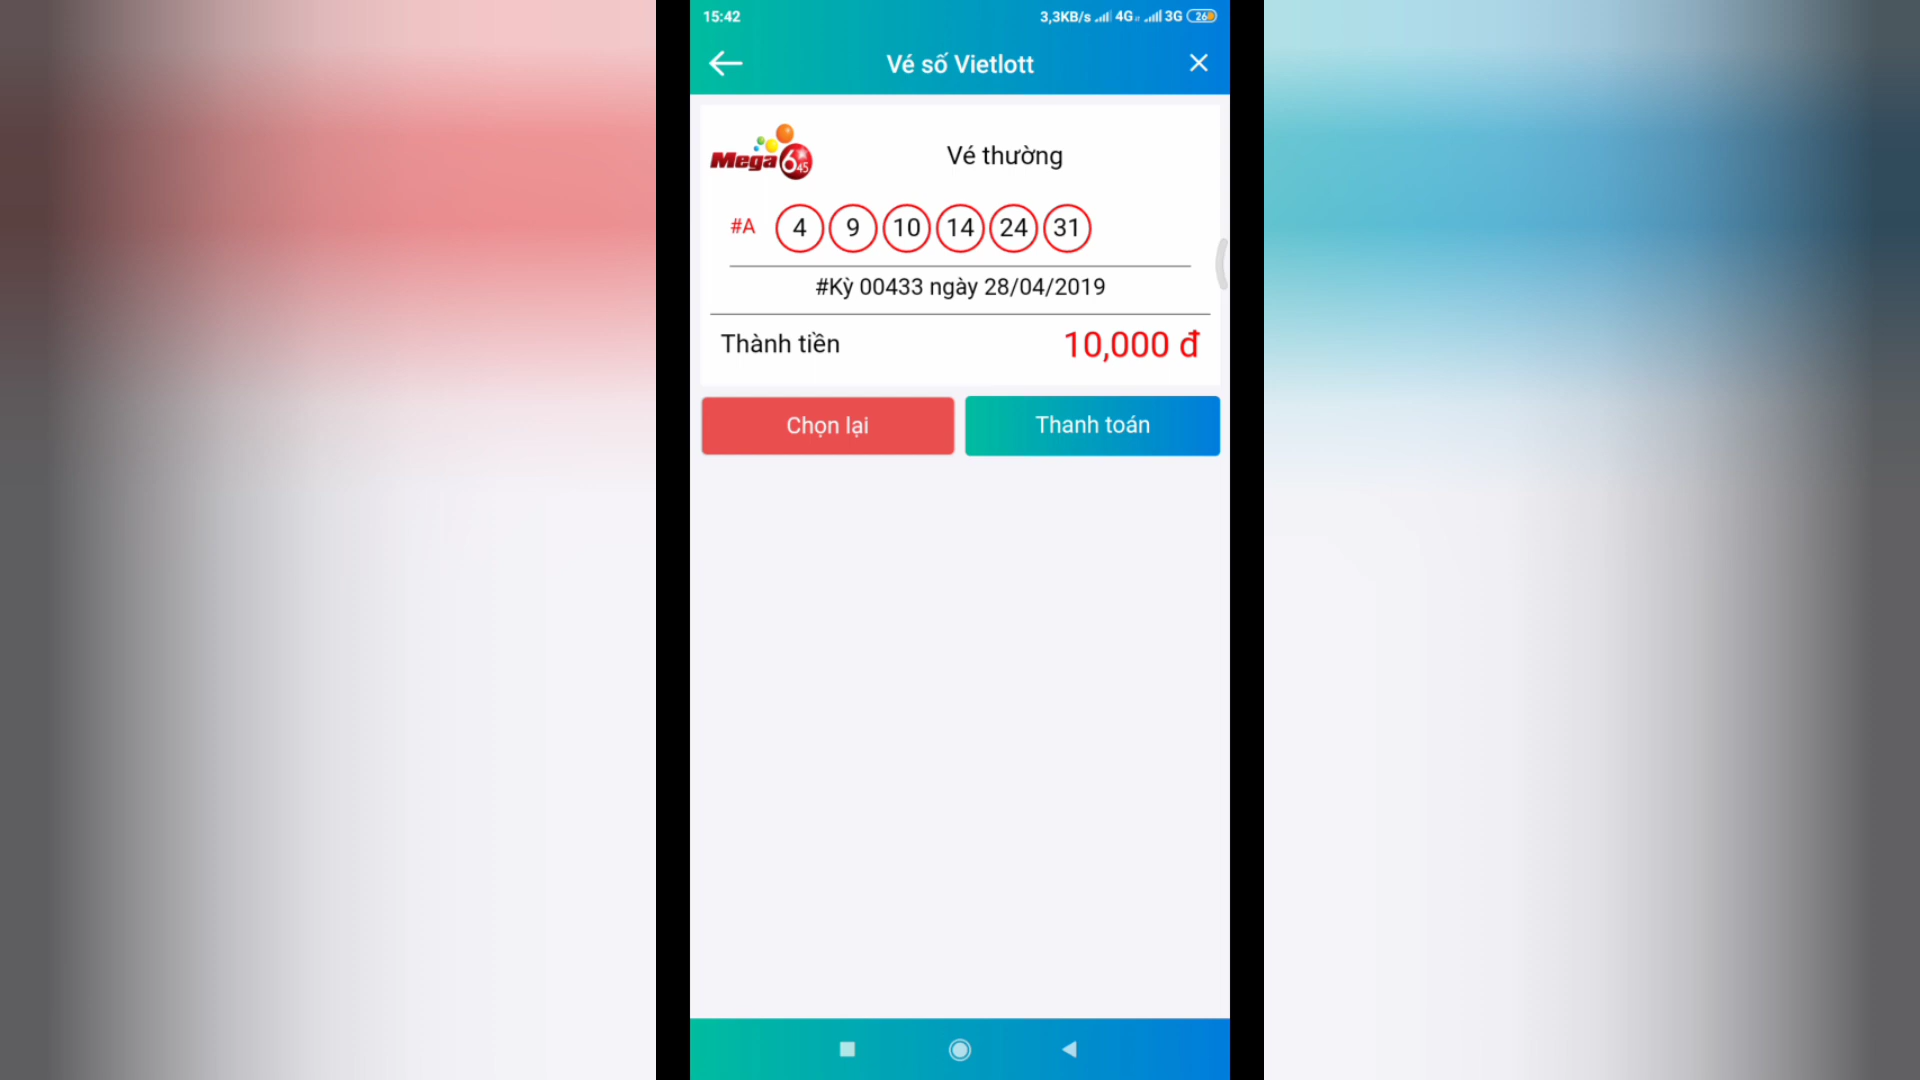 15:42 3,3KB/s 4G 3G 26
Vé số Vietlott
Mega 6/45 Vé thường
#A 4 9 10 14 24 31
#Kỳ 00433 ngày 28/04/2019
Thành tiền 10,000 đ
Chọn lại Thanh toán